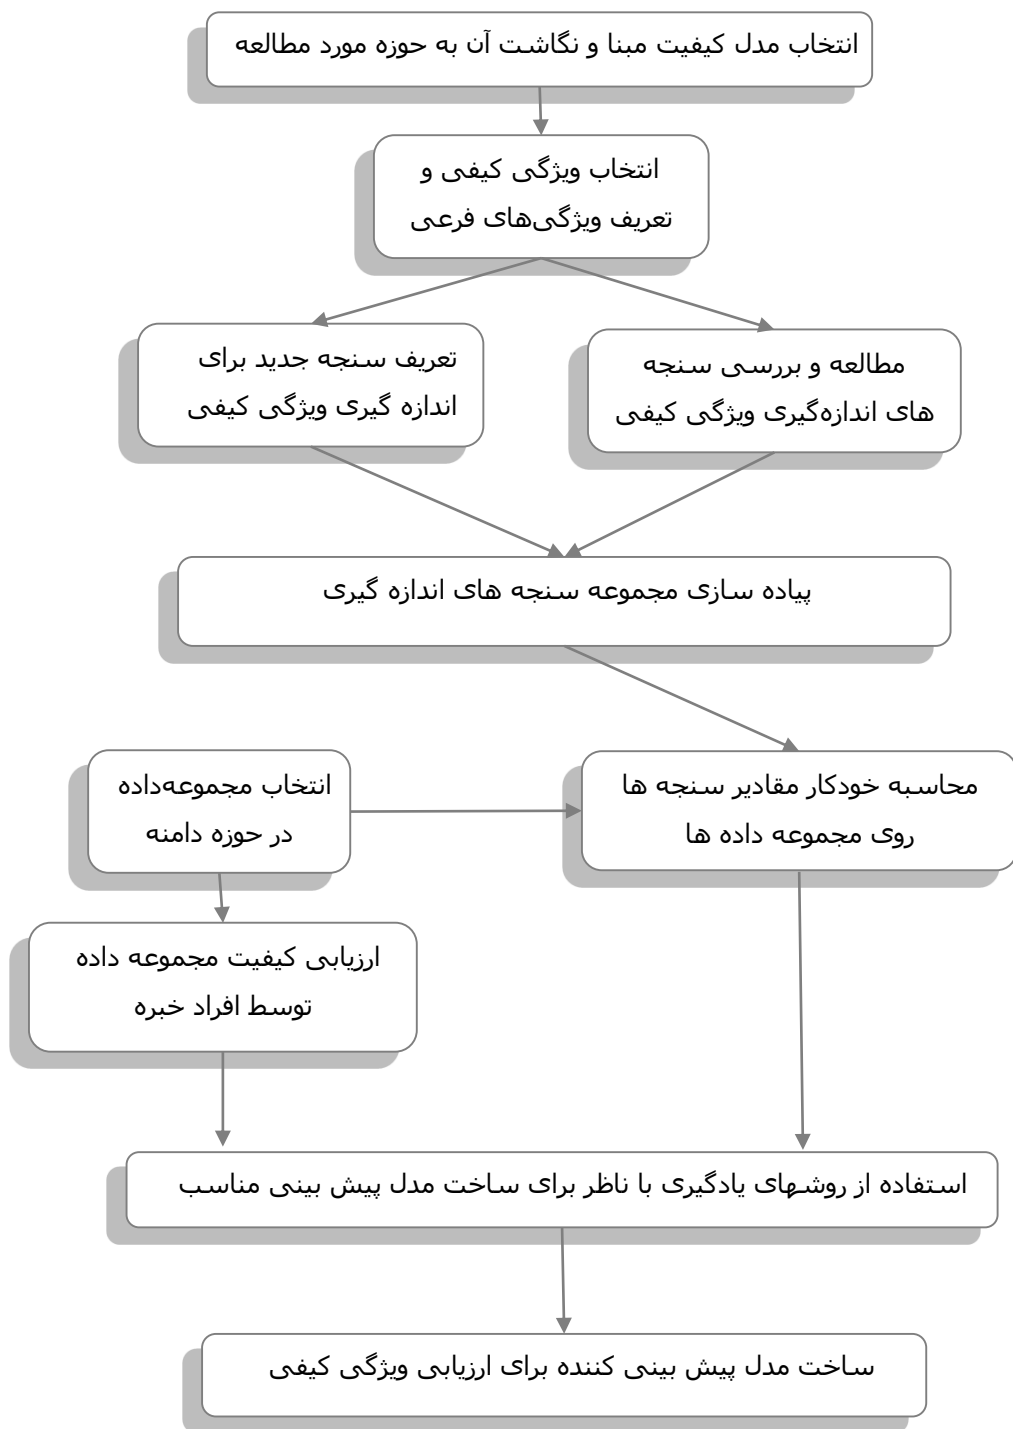 انتخاب مدل کیفیت مبنا و نگاشت آن به حوزه مورد مطالعه
انتخاب ویژگی کیفی و
تعریف ویژگی‌های فرعی
مطالعه و بررسی سنجه
های اندازه‌گیری ویژگی کیفی
تعریف سنجه جدید برای
اندازه گیری ویژگی کیفی
پیاده سازی مجموعه سنجه های اندازه گیری
محاسبه خودکار مقادیر سنجه ها
روی مجموعه داده ها
انتخاب مجموعه‌داده
در حوزه دامنه
ارزیابی کیفیت مجموعه داده
توسط افراد خبره
استفاده از روشهای یادگیری با ناظر برای ساخت مدل پیش بینی مناسب
ساخت مدل پیش بینی کننده برای ارزیابی ویژگی کیفی